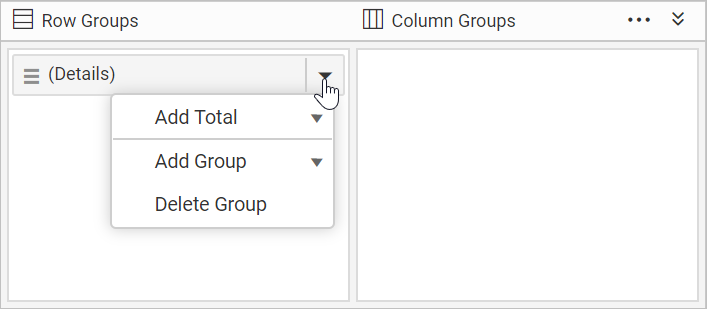 Row Groups
Column Groups
(Details)
Add Total
Add Group
Delete Group